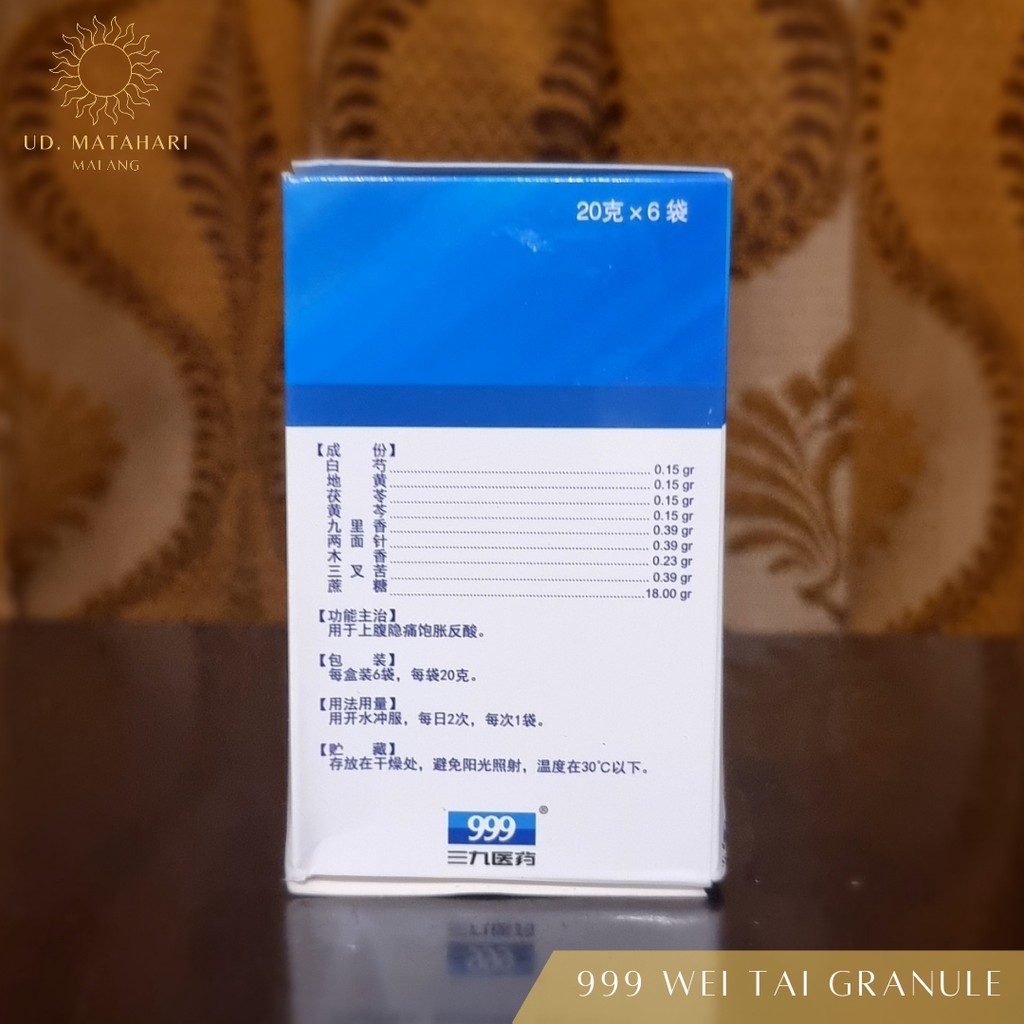 UD. MATAHARI
MALANG
20克 x 6 袋
【成 份】
白 芍 0.15 gr
地 黄 0.15 gr
茯 苓 0.15 gr
黄 芩 0.15 gr
九 里 香 0.39 gr
两 面 针 0.39 gr
木 香 0.23 gr
三 叉 苦 0.39 gr
蔗 糖 18.00 gr
【功能主治】
用于上腹隐痛饱胀反酸。
【包 装】
每盒装6袋，每袋20克。
【用法用量】
用开水冲服，每日2次，每次1袋。
【贮 藏】
存放在干燥处，避免阳光照射，温度在30℃以下。
999®
三九医药
999 WEI TAI GRANULE